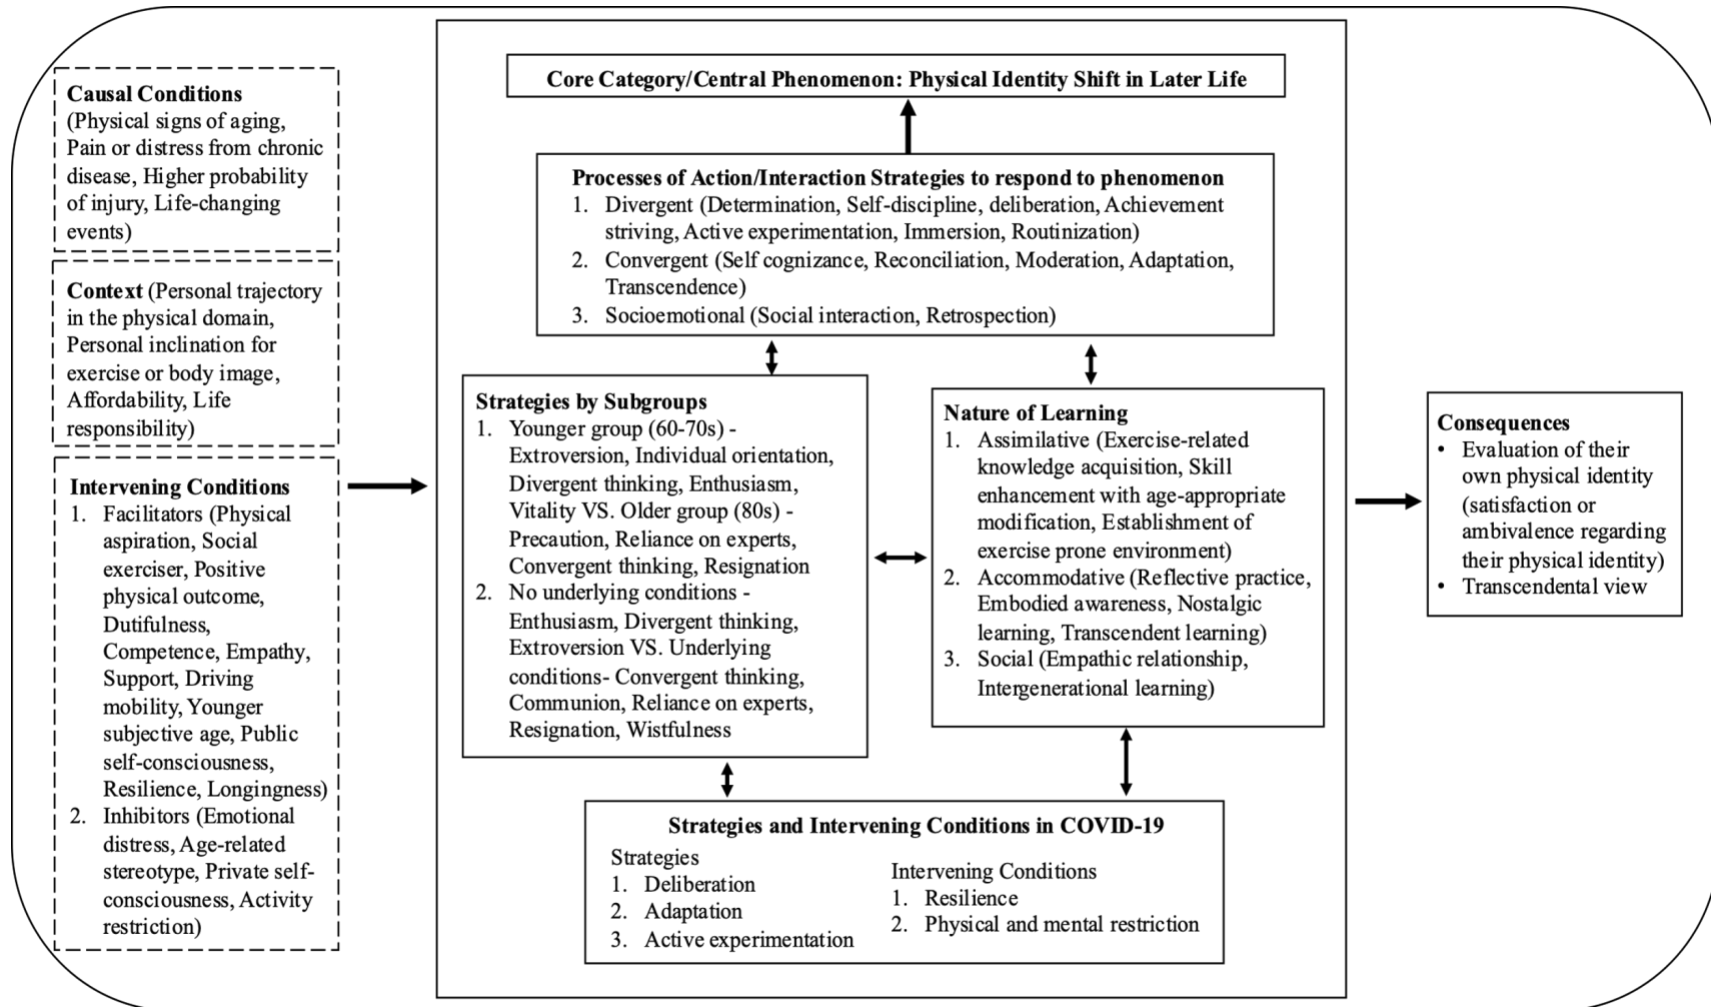 Causal Conditions
(Physical signs of aging,
Pain or distress from chronic
disease, Higher probability
of injury, Life-changing
events)
Context (Personal trajectory
in the physical domain,
Personal inclination for
exercise or body image,
Affordability, Life
responsibility)
Intervening Conditions
1. Facilitators (Physical
aspiration, Social
exerciser, Positive
physical outcome,
Dutifulness,
Competence, Empathy,
Support, Driving
mobility, Younger
subjective age, Public
self-consciousness,
Resilience, Longingness)
2. Inhibitors (Emotional
distress, Age-related
stereotype, Private self-
consciousness, Activity
restriction)
Core Category/Central Phenomenon: Physical Identity Shift in Later Life
Processes of Action/Interaction Strategies to respond to phenomenon
1. Divergent (Determination, Self-discipline, deliberation, Achievement
striving, Active experimentation, Immersion, Routinization)
2. Convergent (Self cognizance, Reconciliation, Moderation, Adaptation,
Transcendence)
3. Socioemotional (Social interaction, Retrospection)
Strategies by Subgroups
1. Younger group (60-70s) -
Extroversion, Individual orientation,
Divergent thinking, Enthusiasm,
Vitality VS. Older group (80s) -
Precaution, Reliance on experts,
Convergent thinking, Resignation
2. No underlying conditions -
Enthusiasm, Divergent thinking,
Extroversion VS. Underlying
conditions- Convergent thinking,
Communion, Reliance on experts,
Resignation, Wistfulness
Nature of Learning
1. Assimilative (Exercise-related
knowledge acquisition, Skill
enhancement with age-appropriate
modification, Establishment of
exercise prone environment)
2. Accommodative (Reflective practice,
Embodied awareness, Nostalgic
learning, Transcendent learning)
3. Social (Empathic relationship,
Intergenerational learning)
Strategies and Intervening Conditions in COVID-19
Strategies
1. Deliberation
2. Adaptation
3. Active experimentation
Intervening Conditions
1. Resilience
2. Physical and mental restriction
Consequences
• Evaluation of their
own physical identity
(satisfaction or
ambivalence regarding
their physical identity)
• Transcendental view